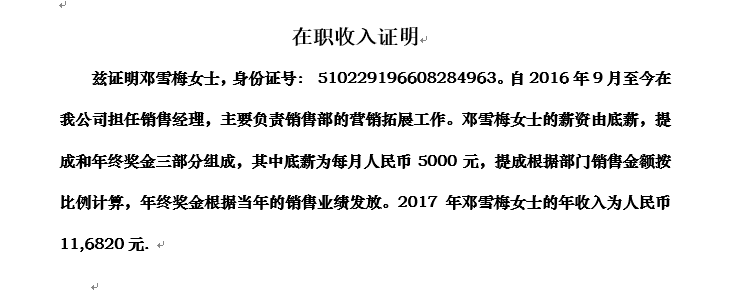 在职收入证明
兹证明邓雪梅女士，身份证号： 510229196608284963。自 2016 年 9 月至今在
我公司担任销售经理，主要负责销售部的营销拓展工作。邓雪梅女士的薪资由底薪，提
成和年终奖金三部分组成，其中底薪为每月人民币 5000 元，提成根据部门销售金额按
比例计算，年终奖金根据当年的销售业绩发放。2017 年邓雪梅女士的年收入为人民币
11,6820 元.